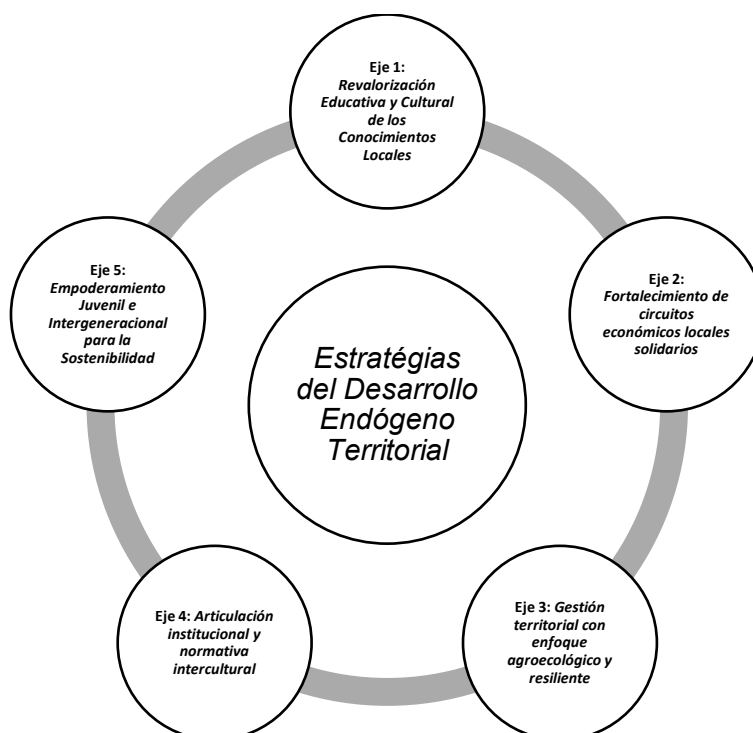 Eje 1:
Revalorización
Educativa y Cultural
de los
Conocimientos
Locales
Eje 2:
Fortalecimiento de
circuitos
económicos locales
solidarios
Eje 3: Gestión
territorial con
enfoque
agroecológico y
resiliente
Eje 4: Articulación
institucional y
normativa
intercultural
Eje 5:
Empoderamiento
Juvenil e
Intergeneracional
para la
Sostenibilidad
Estratégias
del Desarrollo
Endógeno
Territorial